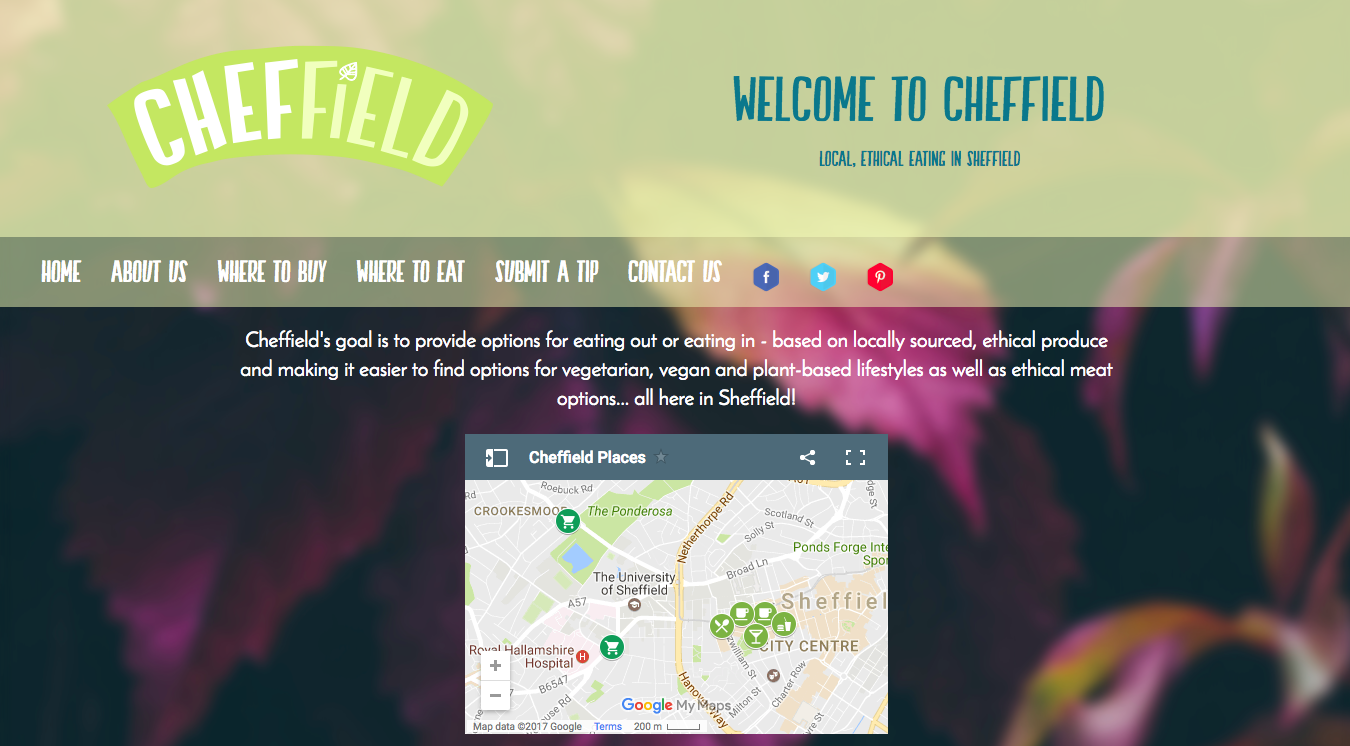 CHEFFiELD
WELCOME TO CHEFFIELD
LOCAL, ETHICAL EATING IN SHEFFIELD
HOME ABOUT US WHERE TO BUY WHERE TO EAT SUBMIT A TIP CONTACT US
Cheffield's goal is to provide options for eating out or eating in - based on locally sourced, ethical produce
and making it easier to find options for vegetarian, vegan and plant-based lifestyles as well as ethical meat
options... all here in Sheffield!
Cheffield Places
Roebuck Rd
Rd
CROOKESMOO
The Ponderosa
Netherthorpe Rd
Scotland St
Solly St
Ponds Forge Inte
Spor
Broad Ln
The University
of Sheffield
A57
Sheffiel
CITY CENTRE
Royal Hallamshire
Hospital
H
B6547
Hanover Way
Milton St
Charter Row
Google My Maps
Map data ©2017 Google Terms 200 m